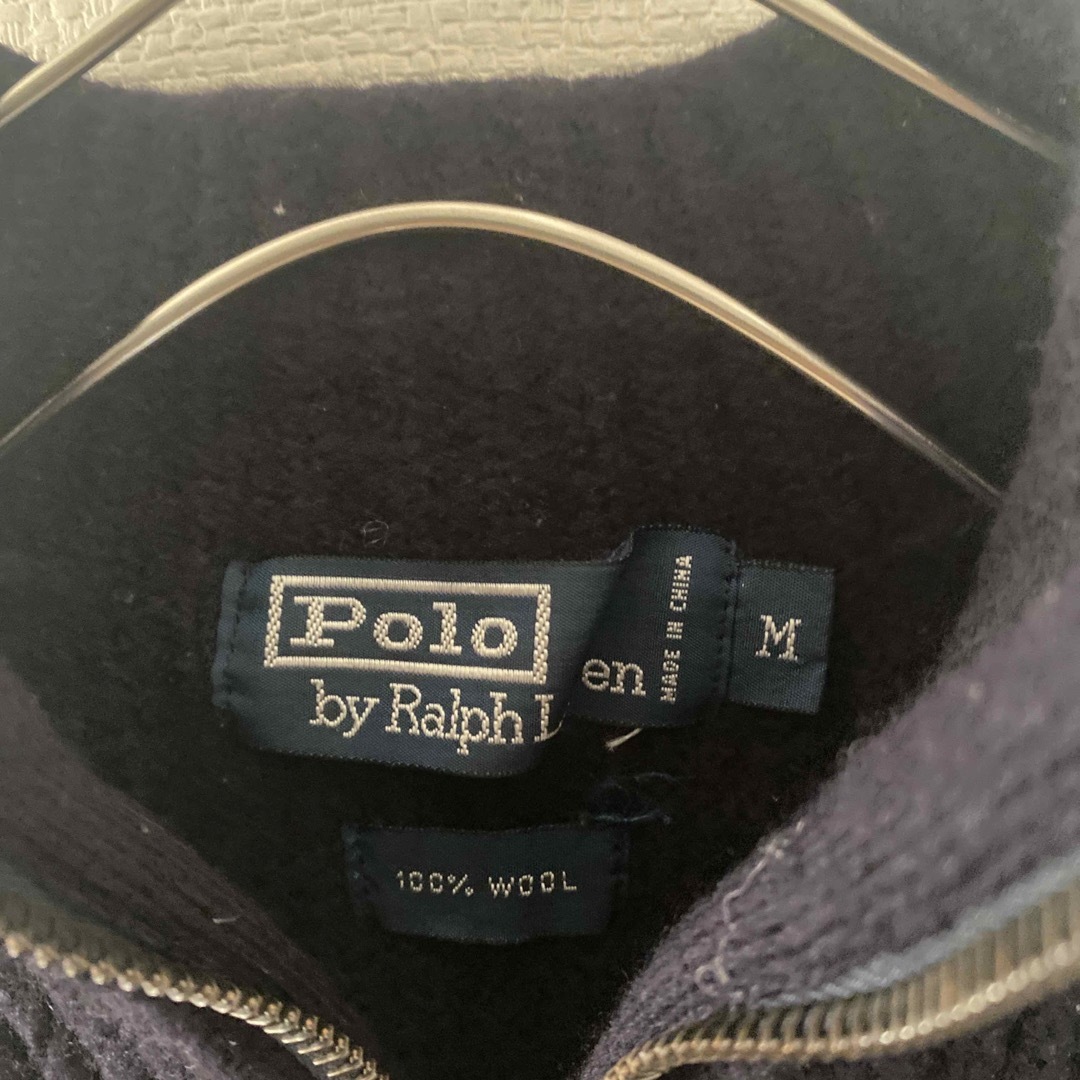 Polo
by Ralph L en
MADE IN CHINA
M
100% WOOL